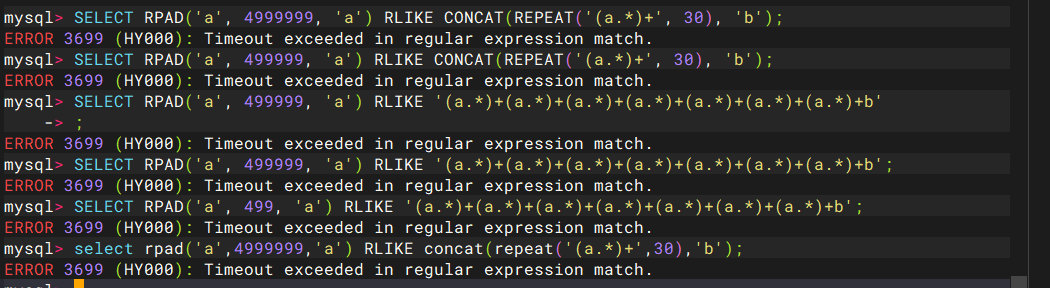 mysql> SELECT RPAD('a', 4999999, 'a') RLIKE CONCAT(REPEAT('(a.*)+', 30), 'b');
ERROR 3699 (HY000): Timeout exceeded in regular expression match.
mysql> SELECT RPAD('a', 499999, 'a') RLIKE CONCAT(REPEAT('(a.*)+', 30), 'b');
ERROR 3699 (HY000): Timeout exceeded in regular expression match.
mysql> SELECT RPAD('a', 499999, 'a') RLIKE '(a.*)+(a.*)+(a.*)+(a.*)+(a.*)+(a.*)+(a.*)+b'
    -> ;
ERROR 3699 (HY000): Timeout exceeded in regular expression match.
mysql> SELECT RPAD('a', 499999, 'a') RLIKE '(a.*)+(a.*)+(a.*)+(a.*)+(a.*)+(a.*)+(a.*)+b';
ERROR 3699 (HY000): Timeout exceeded in regular expression match.
mysql> SELECT RPAD('a', 499, 'a') RLIKE '(a.*)+(a.*)+(a.*)+(a.*)+(a.*)+(a.*)+(a.*)+b';
ERROR 3699 (HY000): Timeout exceeded in regular expression match.
mysql> select rpad('a',4999999,'a') RLIKE concat(repeat('(a.*)+',30),'b');
ERROR 3699 (HY000): Timeout exceeded in regular expression match.